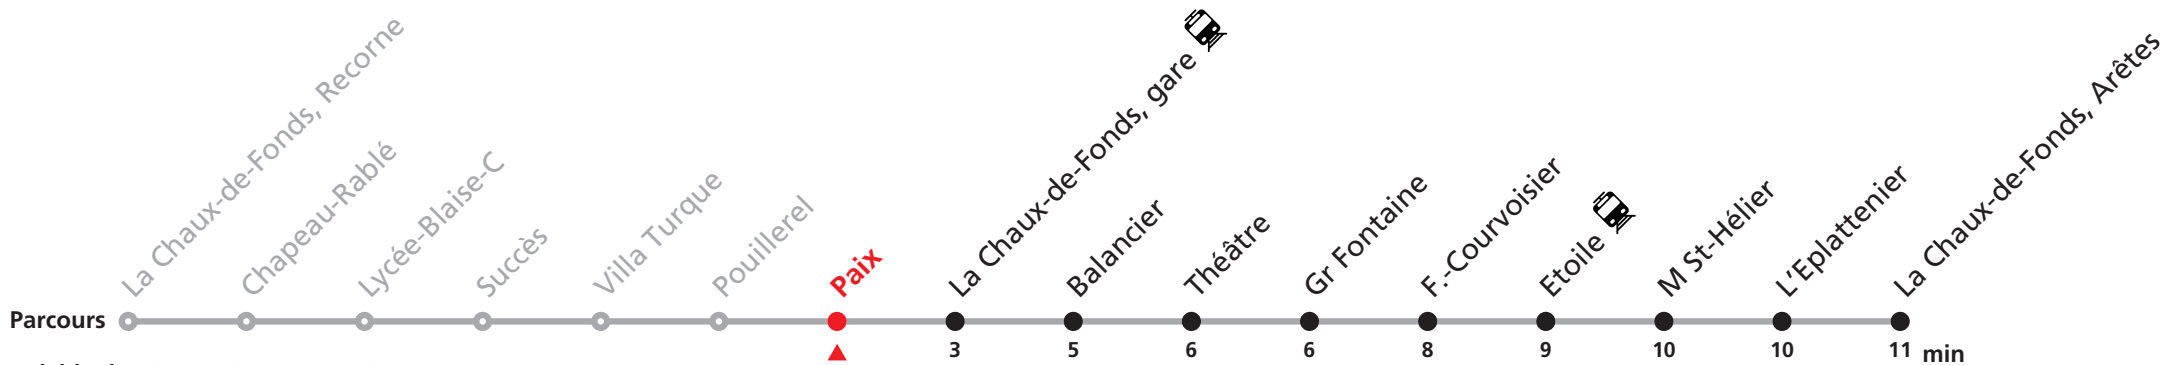 La Chaux-de-Fonds, Recorne
Chapeau-Rablé
Lycée-Blaise-C
Succès
Villa Turque
Pouillerel
Paix
La Chaux-de-Fonds, gare
Balancier
Théâtre
Gr Fontaine
F.-Courvoisier
Etoile
M St-Hélier
L'Eplattenier
La Chaux-de-Fonds, Arêtes
Parcours
3 5 6 6 8 9 10 10 11 min